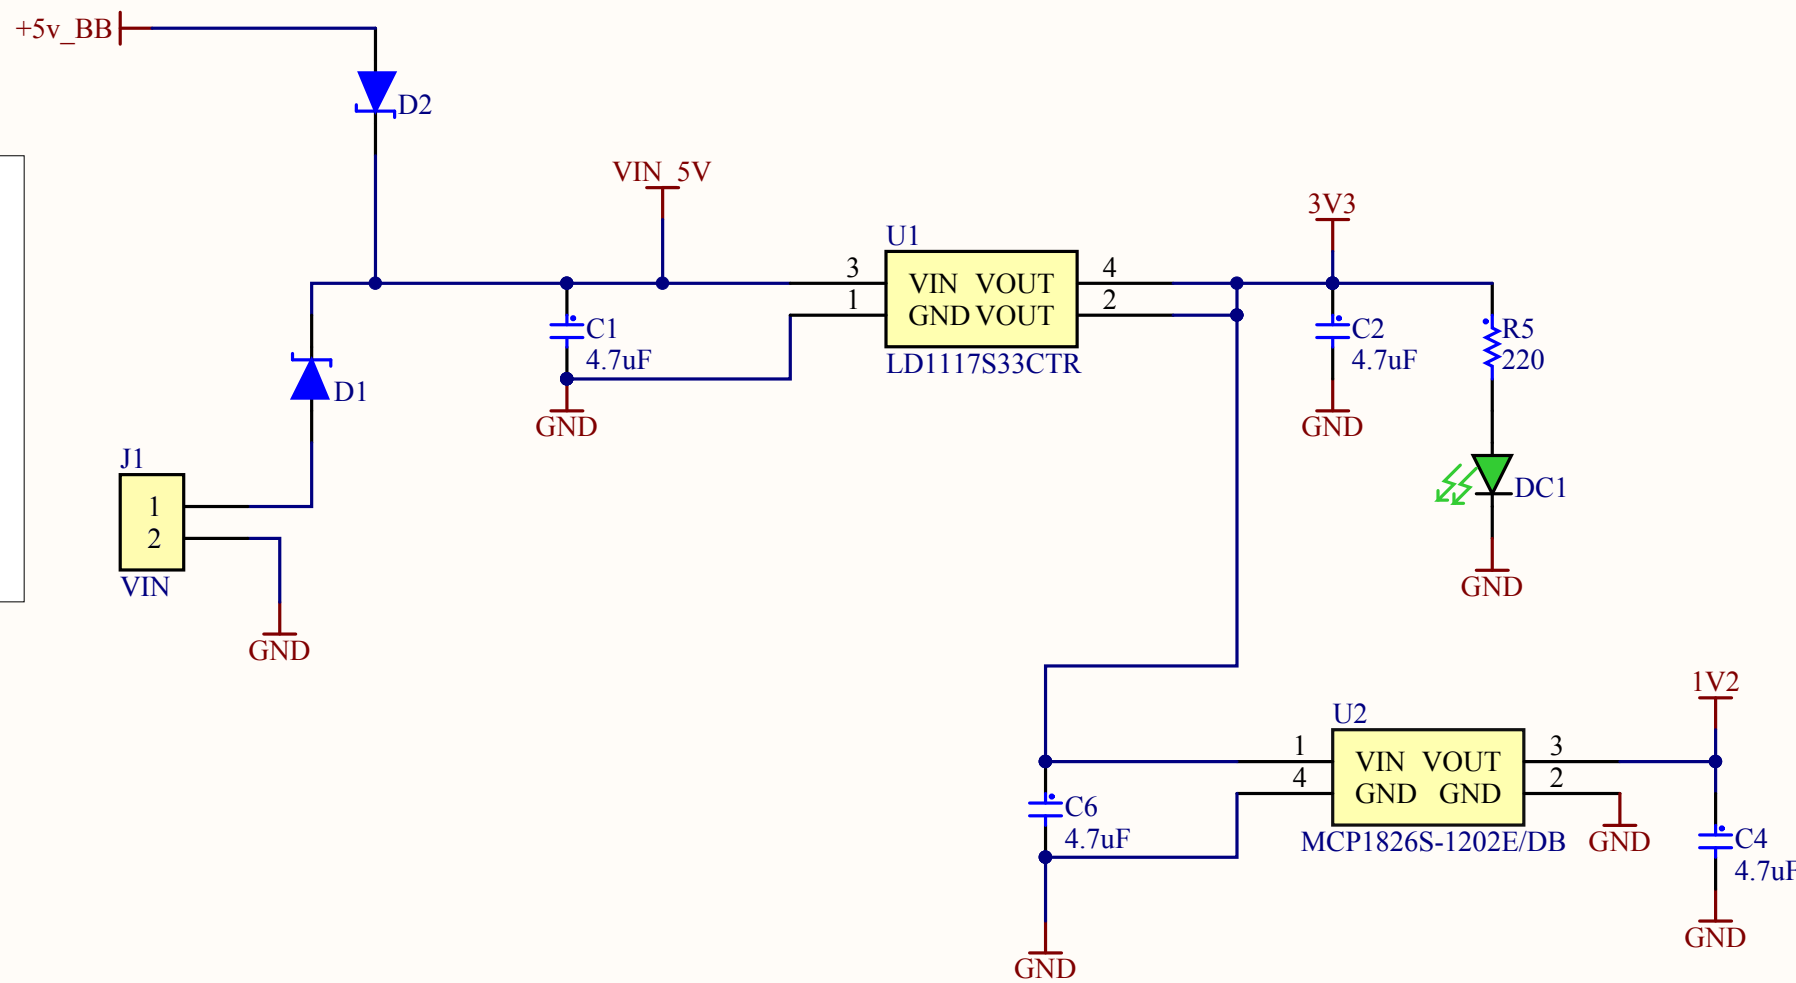 +5v_BB
D2
VIN_5V
3V3
U1
3 VIN VOUT 4
1 GND VOUT 2
LD1117S33CTR
C1
4.7uF
GND
C2
4.7uF
GND
R5
220
D1
DC1
GND
J1
1
2
VIN
GND
1V2
U2
1 VIN VOUT 3
4 GND GND 2
MCP1826S-1202E/DB
GND
C6
4.7uF
GND
C4
4.7uF
GND